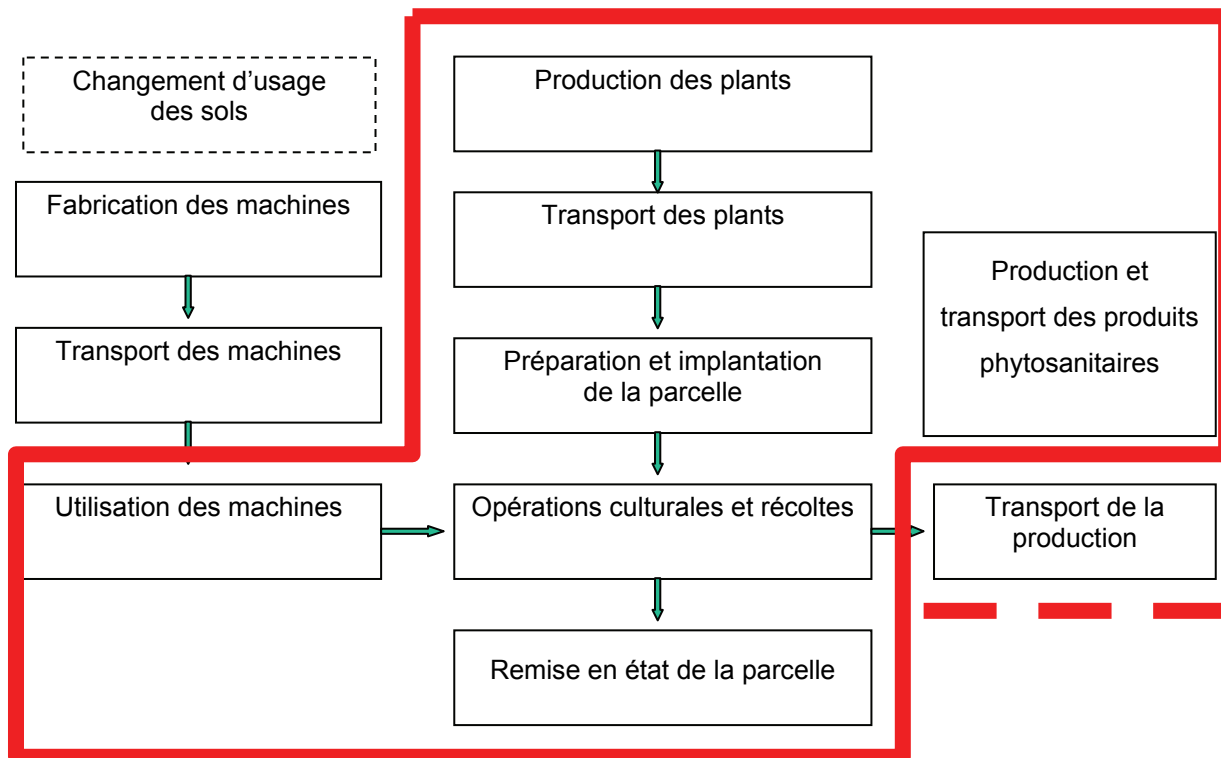 Changement d’usage
des sols
Production des plants
Fabrication des machines
Transport des plants
Production et
transport des produits
phytosanitaires
Transport des machines
Préparation et implantation
de la parcelle
Utilisation des machines
Opérations culturales et récoltes
Transport de la
production
Remise en état de la parcelle